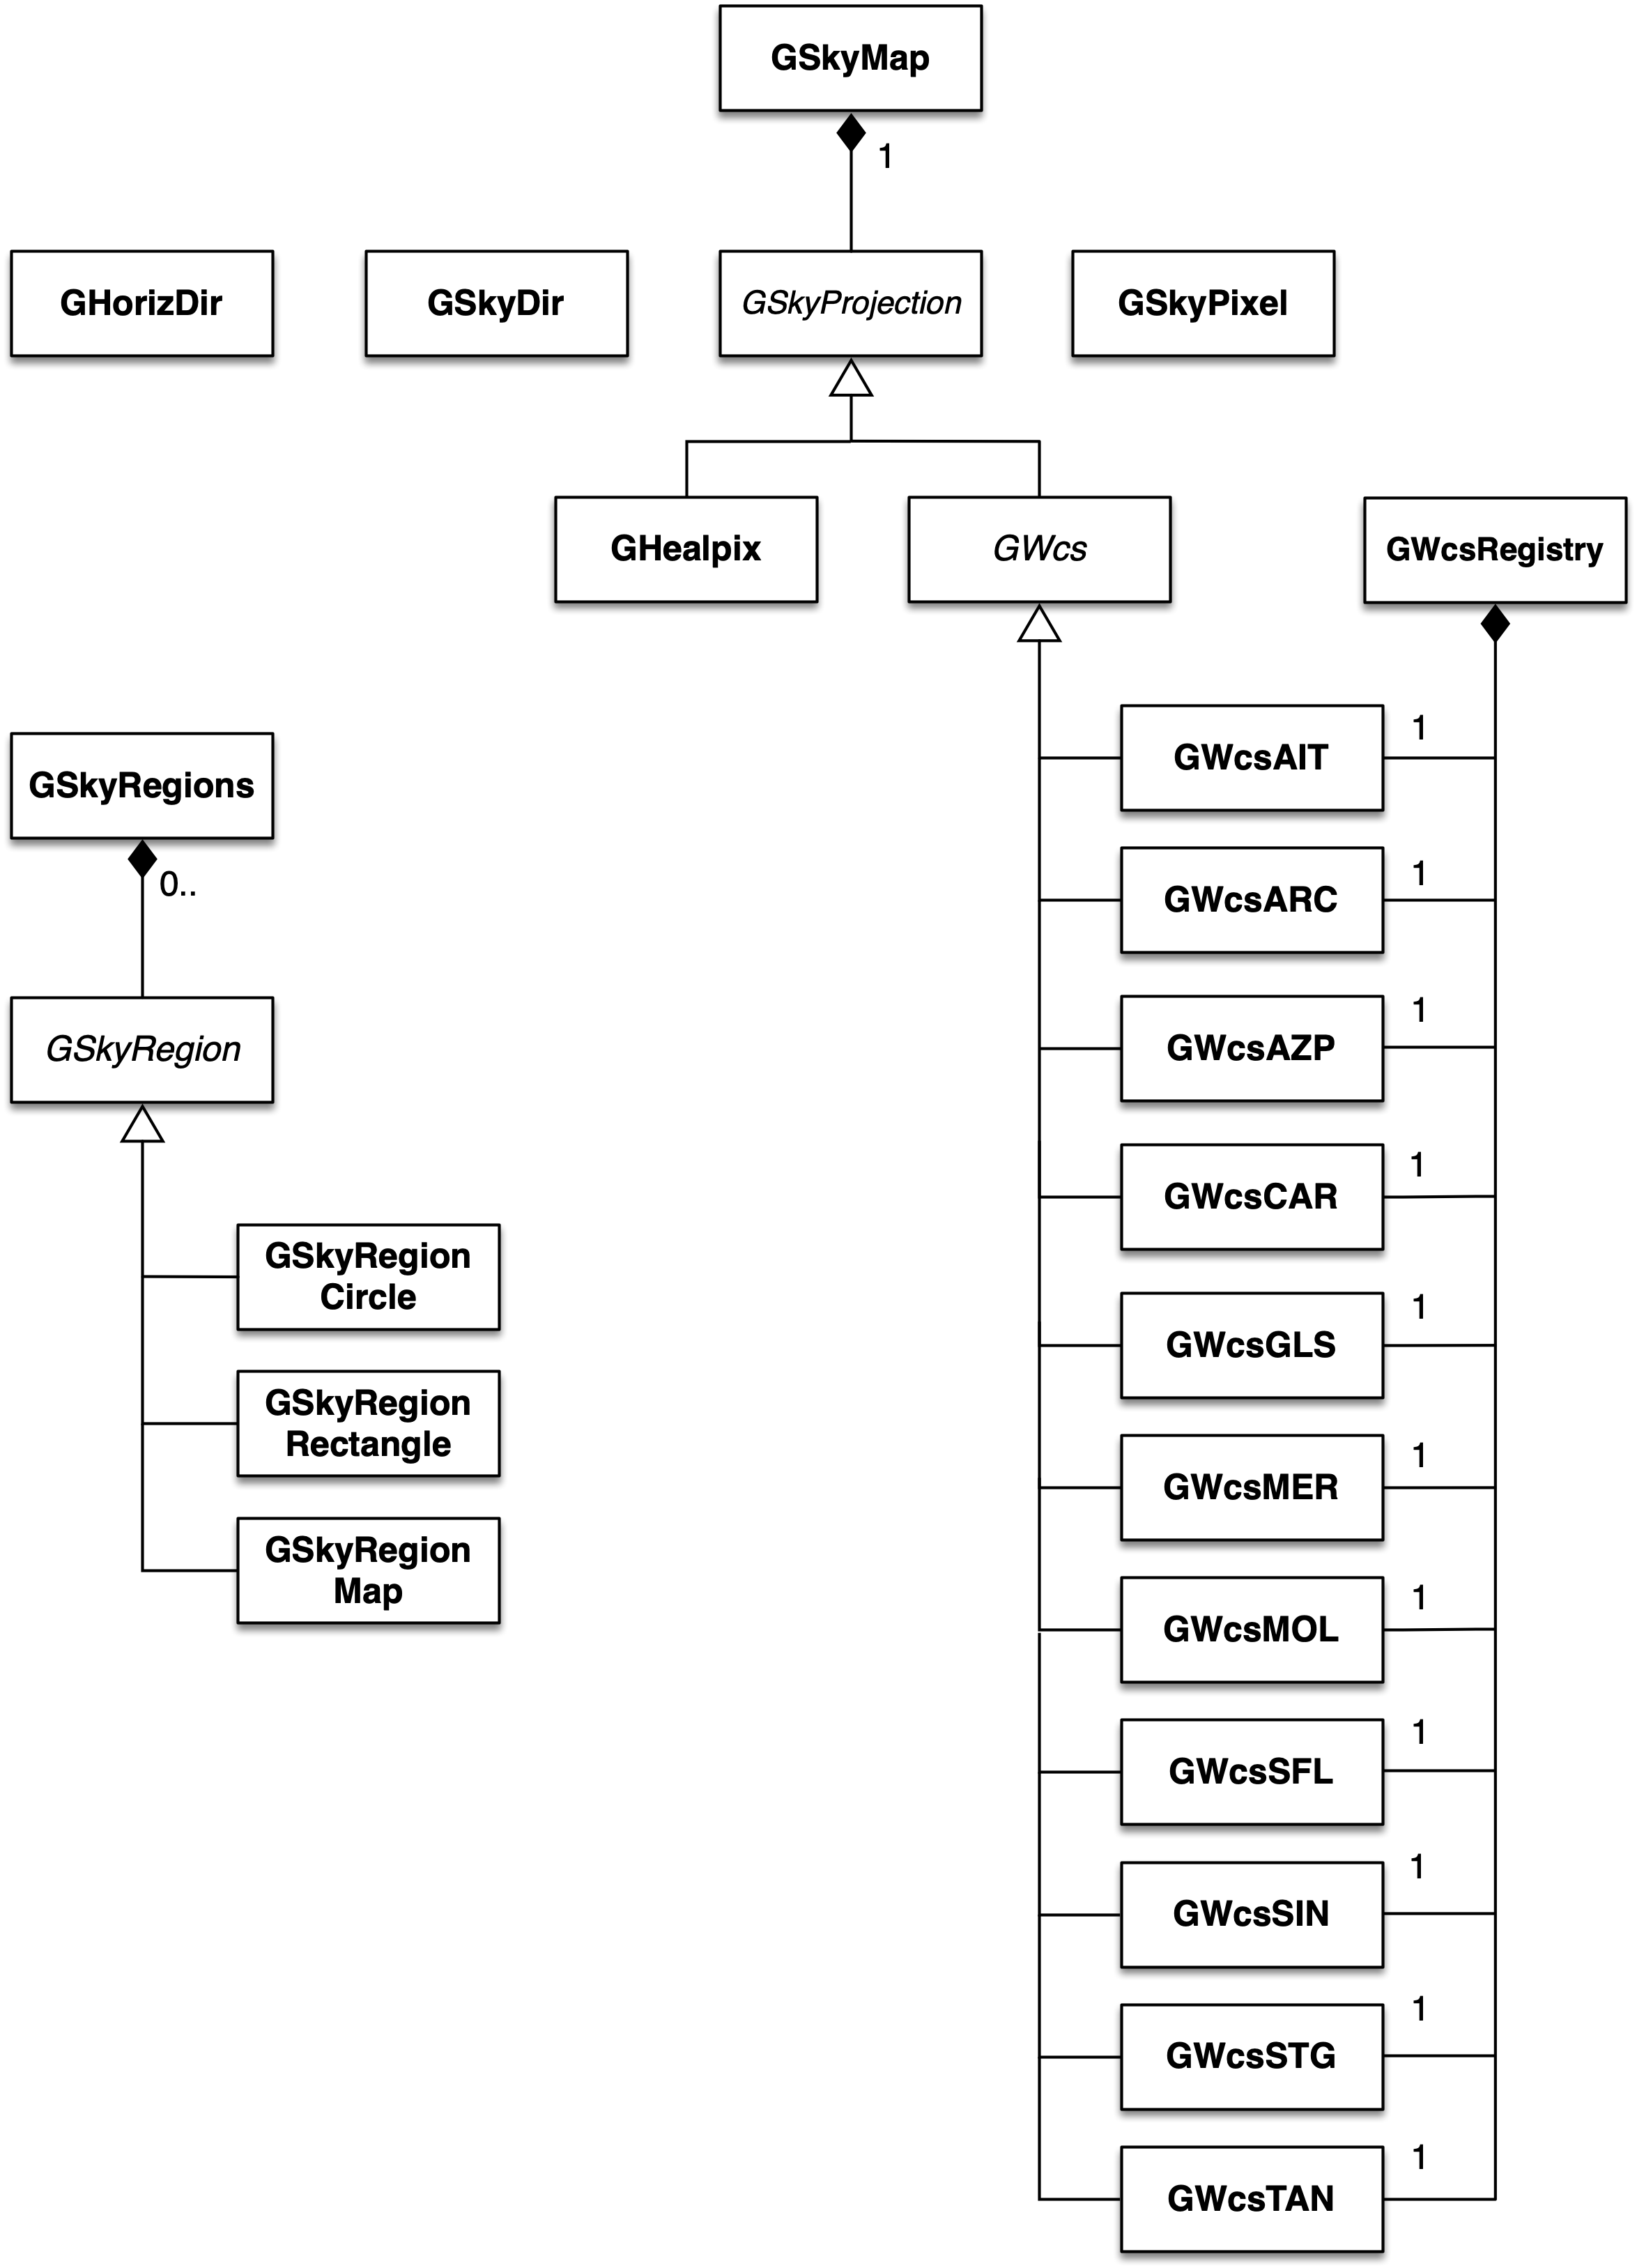 GSkyMap
1
GHorizDir
GSkyDir
GSkyProjection
GSkyPixel
GHealpix
GWcs
GWcsRegistry
GSkyRegions
0..
GSkyRegion
GSkyRegion
Circle
GSkyRegion
Rectangle
GSkyRegion
Map
GWcsAIT
1
GWcsARC
1
GWcsAZP
1
GWcsCAR
1
GWcsGLS
1
GWcsMER
1
GWcsMOL
1
GWcsSFL
1
GWcsSIN
1
GWcsSTG
1
GWcsTAN
1